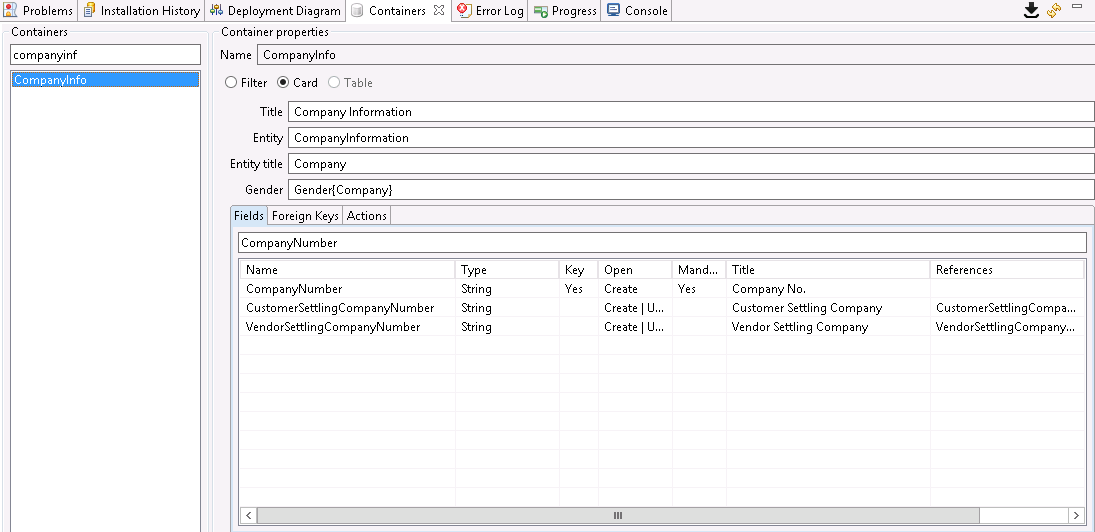 Problems Installation History Deployment Diagram Containers Error Log Progress Console
Containers
companyinf
CompanyInfo
Container properties
Name CompanyInfo
Filter Card Table
Title Company Information
Entity CompanyInformation
Entity title Company
Gender Gender{Company}
Fields Foreign Keys Actions
CompanyNumber
Name Type Key Open Mand... Title References
CompanyNumber String Yes Create Yes Company No.
CustomerSettlingCompanyNumber String Create | U... Customer Settling Company CustomerSettlingCompa...
VendorSettlingCompanyNumber String Create | U... Vendor Settling Company VendorSettlingCompany...